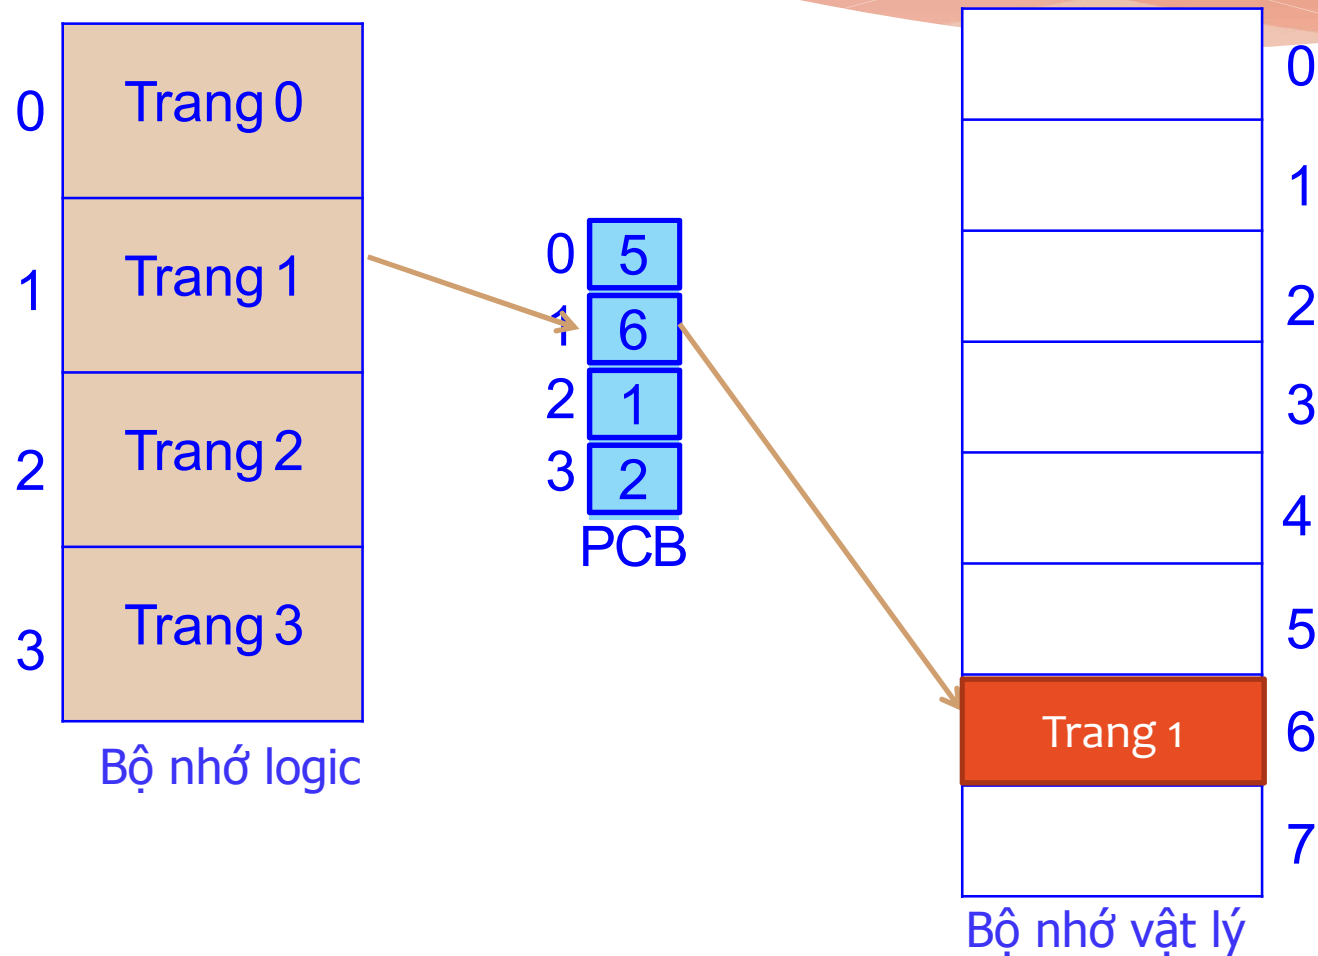 0
Trang 0
1
Trang 1
2
Trang 2
3
Trang 3
Bộ nhớ logic
0 5
1 6
2 1
3 2
PCB
0
1
2
3
4
5
Trang 1 6
7
Bộ nhớ vật lý